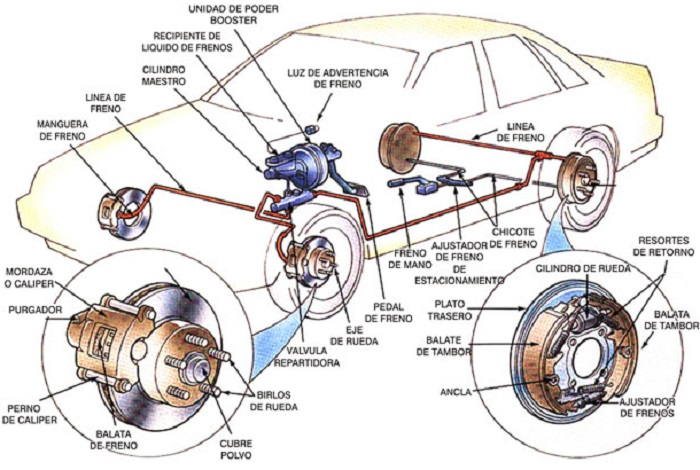 UNIDAD DE PODER
BOOSTER
RECIPIENTE DE
LIQUIDO DE FRENOS
CILINDRO
MAESTRO
LUZ DE ADVERTENCIA
DE FRENO
LINEA DE
FRENO
MANGUERA
DE FRENO
LINEA
DE FRENO
CHICOTE
DE FRENO
FRENO
DE MANO
AJUSTADOR
DE FRENO
DE
ESTACIONAMIENTO
PEDAL
DE FRENO
EJE
DE RUEDA
VALVULA
REPARTIDORA
MORDAZA
O CALIPER
PURGADOR
PERNO
DE CALIPER
BALATA
DE FRENO
CUBRE
POLVO
BIRLOS
DE RUEDA
RESORTES
DE RETORNO
GILINDRO DE RUEDA
PLATO
TRASERO
BALATA
DE TAMBOR
BALATE
DE TAMBOR
ANCLA
AJUSTADOR
DE FRENOS